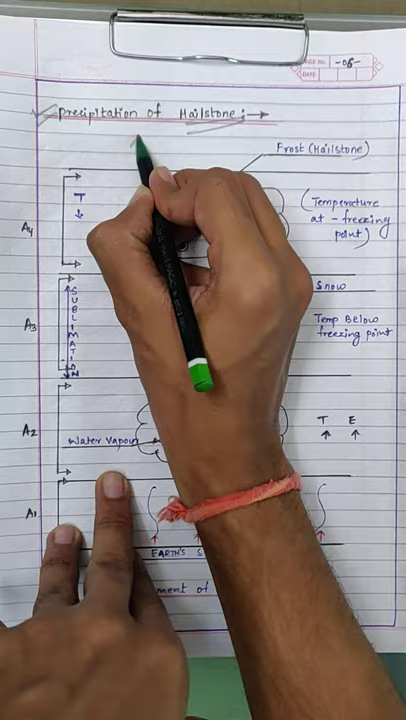 PAGE NO. -06-
DATE
Precipitation of Hailstone :→
Frost (Hailstone)
T ↓
(Temperature
at - freezing
point)
A4
Snow
SUBLIMATION
A3
Temp Below
freezing point
T E
A2
Water Vapour
A1
EARTH'S S
ment of